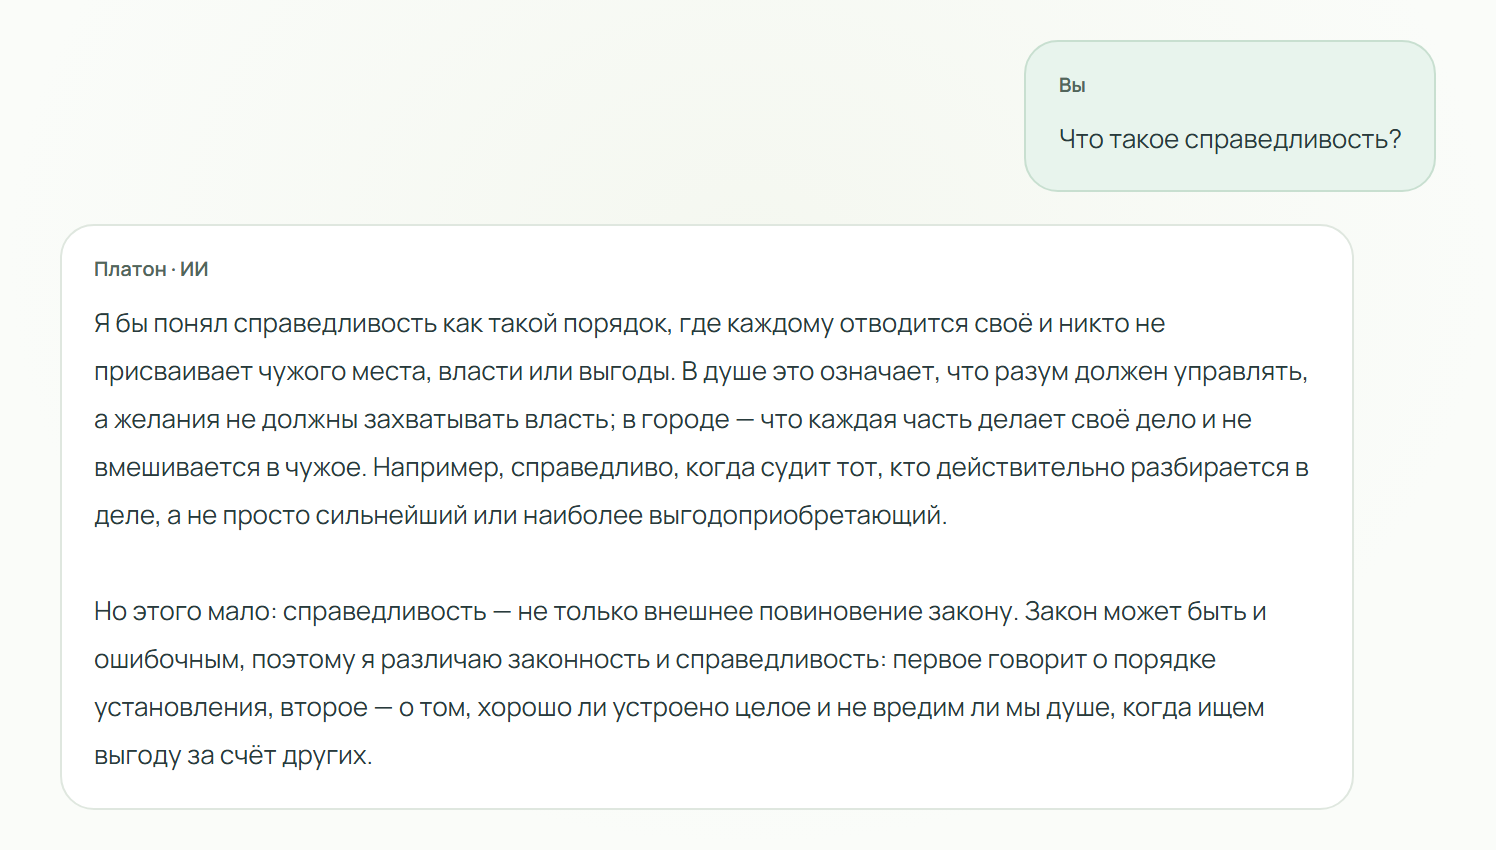 Вы
Что такое справедливость?
Платон · ИИ
Я бы понял справедливость как такой порядок, где каждому отводится своё и никто не
присваивает чужого места, власти или выгоды. В душе это означает, что разум должен управлять,
а желания не должны захватывать власть; в городе — что каждая часть делает своё дело и не
вмешивается в чужое. Например, справедливо, когда судит тот, кто действительно разбирается в
деле, а не просто сильнейший или наиболее выгодоприобретающий.
Но этого мало: справедливость — не только внешнее повиновение закону. Закон может быть и
ошибочным, поэтому я различаю законность и справедливость: первое говорит о порядке
установления, второе — о том, хорошо ли устроено целое и не вредим ли мы душе, когда ищем
выгоду за счёт других.